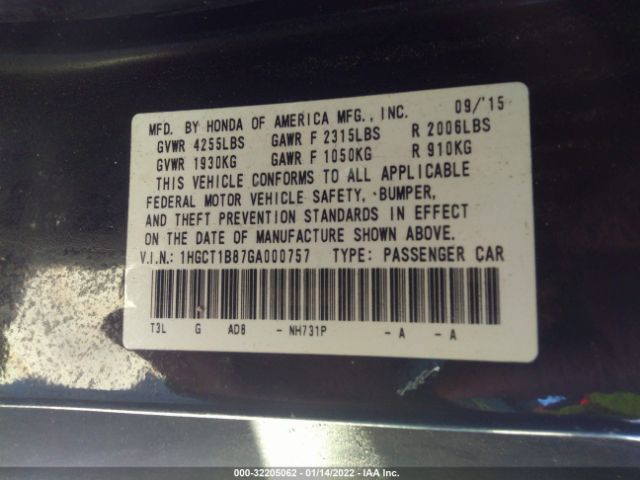 MFD. BY HONDA OF AMERICA MFG., INC. 09/'15
GVWR 4255LBS GAWR F 2315LBS R 2006LBS
GVWR 1930KG GAWR F 1050KG R 910KG
THIS VEHICLE CONFORMS TO ALL APPLICABLE
FEDERAL MOTOR VEHICLE SAFETY, BUMPER,
AND THEFT PREVENTION STANDARDS IN EFFECT
ON THE DATE OF MANUFACTURE SHOWN ABOVE.
V.I.N.: 1HGCT1B87GA000757 TYPE: PASSENGER CAR
T3L G AD8 - NH731P - A - A
000-32205062 - 01/14/2022 - IAA Inc.